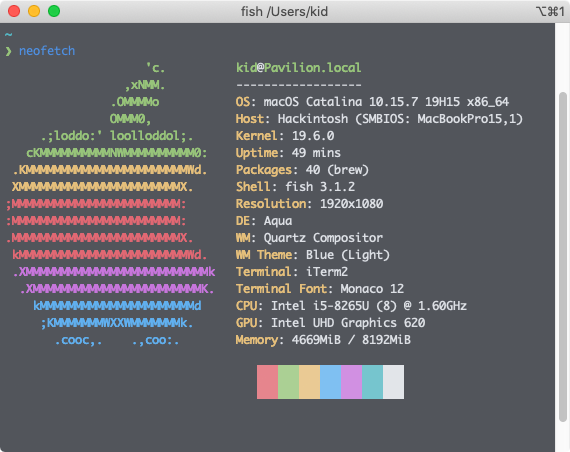 fish /Users/kid
⌥⌘1
~
❯ neofetch
'c.
kid@Pavilion.local
,xNMM.
-----------------
.OMMMMo
OS: macOS Catalina 10.15.7 19H15 x86_64
OMMM0,
Host: Hackintosh (SMBIOS: MacBookPro15,1)
.;loddo:' loolloddol;.
Kernel: 19.6.0
cKMMMMMMMMMMNWMMMMMMMMMM0:
Uptime: 49 mins
.KMMMMMMMMMMMMMMMMMMMMMMMWd.
Packages: 40 (brew)
XMMMMMMMMMMMMMMMMMMMMMMMX.
Shell: fish 3.1.2
;MMMMMMMMMMMMMMMMMMMMMMMM:
Resolution: 1920x1080
:MMMMMMMMMMMMMMMMMMMMMMMM:
DE: Aqua
.MMMMMMMMMMMMMMMMMMMMMMMMX.
WM: Quartz Compositor
kMMMMMMMMMMMMMMMMMMMMMMMMWd.
WM Theme: Blue (Light)
.XMMMMMMMMMMMMMMMMMMMMMMMMMMk
Terminal: iTerm2
.XMMMMMMMMMMMMMMMMMMMMMMMMK.
Terminal Font: Monaco 12
kMMMMMMMMMMMMMMMMMMMMMMd
CPU: Intel i5-8265U (8) @ 1.60GHz
;KMMMMMMMWXXWMMMMMMMk.
GPU: Intel UHD Graphics 620
.cooc,. .,coo:.
Memory: 4669MiB / 8192MiB